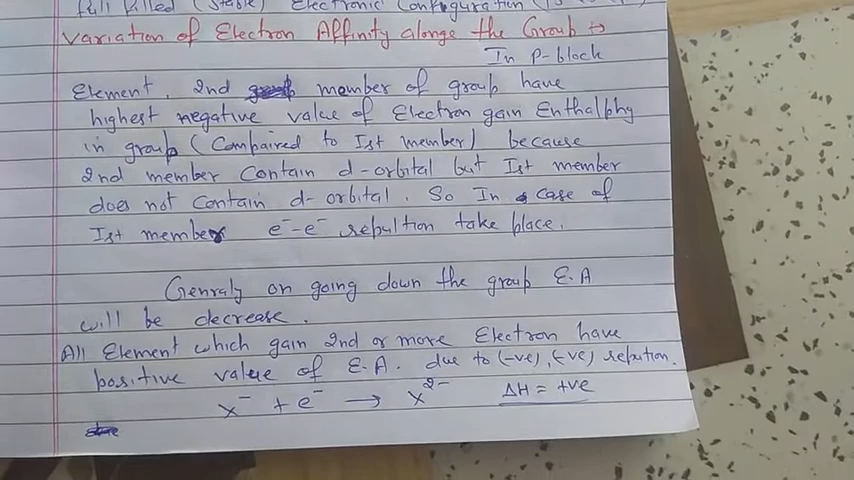 full filled (Stable) Electronic Configuration
Variation of Electron Affinity alonge the Group →
In P-block
Element. 2nd member of group have
highest negative value of Electron gain Enthalphy
in group (Compaired to Ist member) because
2nd member Contain d-orbital but Ist member
does not Contain d-orbital. So In case of
Ist member e⁻-e⁻ repultion take place.
Genraly on going down the group E.A
will be decrease.
All Element which gain 2nd or more Electron have
positive value of E.A. due to (-ve), (-ve) repution.
x⁻ + e⁻ → x²⁻ ΔH = +ve